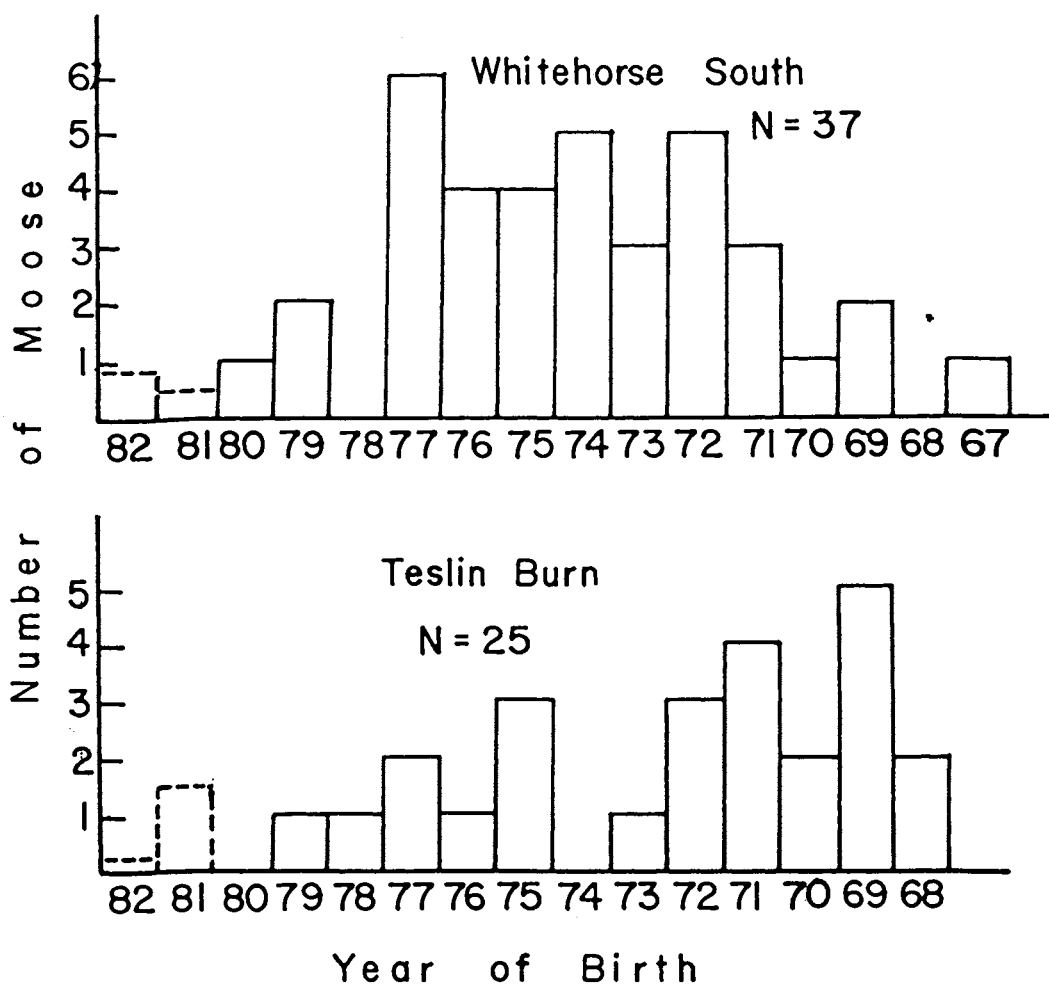 Number of Moose
Whitehorse South
N = 37
6
5
4
3
2
1
82 81 80 79 78 77 76 75 74 73 72 71 70 69 68 67
Teslin Burn
N = 25
5
4
3
2
1
82 81 80 79 78 77 76 75 74 73 72 71 70 69 68
Year of Birth